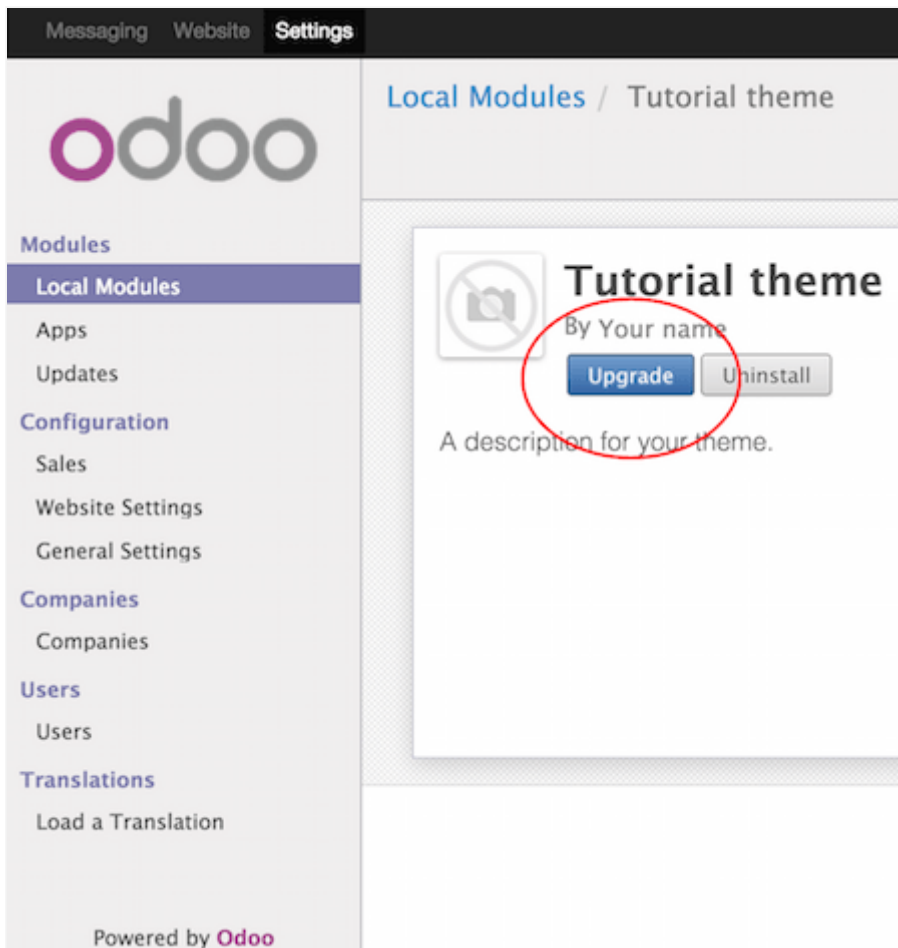 Messaging Website Settings
odoo
Local Modules / Tutorial theme
Modules
Local Modules
Apps
Updates
Configuration
Sales
Website Settings
General Settings
Companies
Companies
Users
Users
Translations
Load a Translation
Powered by Odoo
Tutorial theme
By Your name
Upgrade Uninstall
A description for your theme.